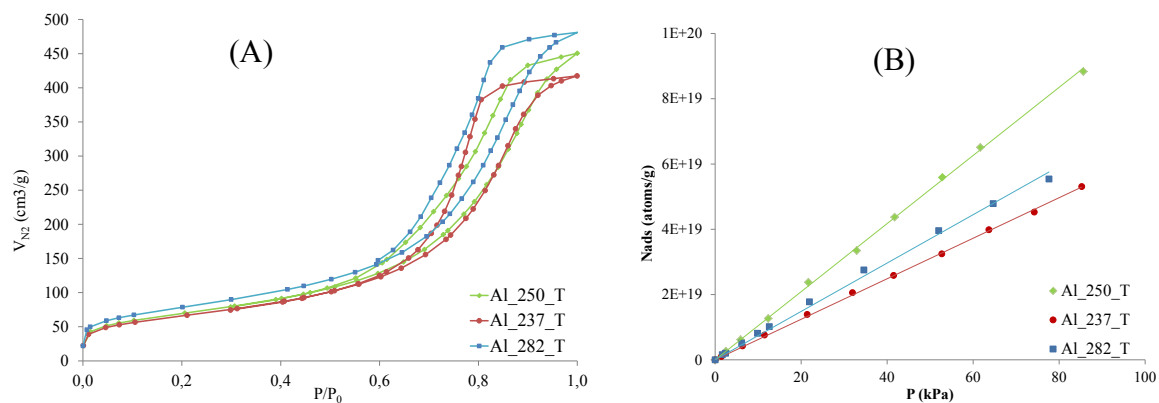 (A)
V_N2 (cm3/g)
500
450
400
350
300
250
200
150
100
50
0
0,0
0,2
0,4
0,6
0,8
1,0
P/P_0
Al_250_T
Al_237_T
Al_282_T
(B)
Nads (atoms/g)
1E+20
8E+19
6E+19
4E+19
2E+19
0
0
20
40
60
80
100
P (kPa)
Al_250_T
Al_237_T
Al_282_T